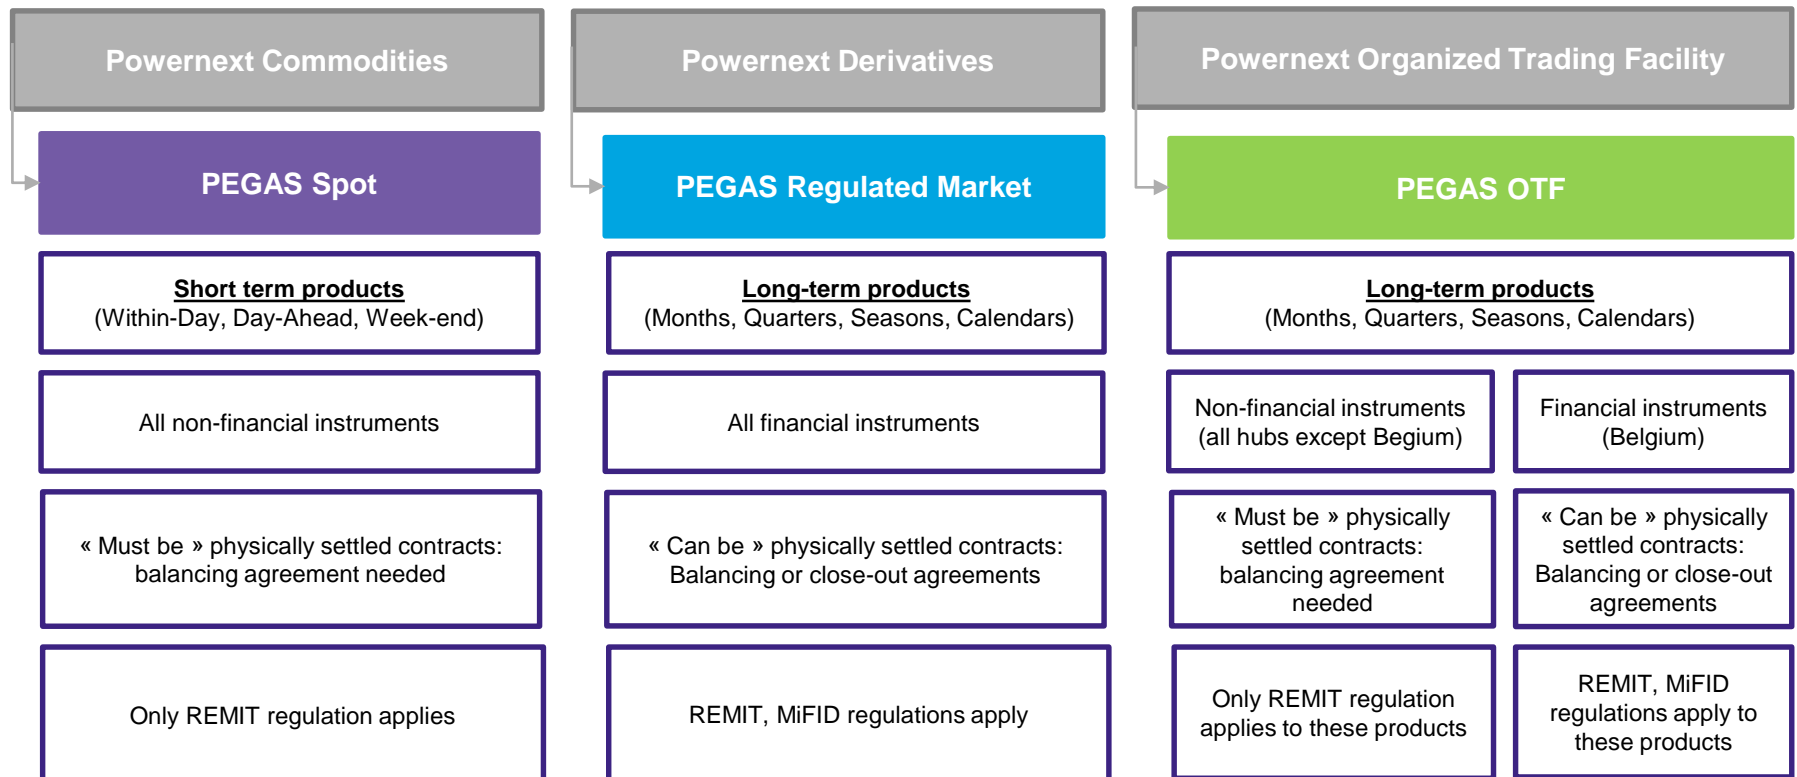 Powernext Commodities
PEGAS Spot
Short term products
(Within-Day, Day-Ahead, Week-end)
All non-financial instruments
« Must be » physically settled contracts:
balancing agreement needed
Only REMIT regulation applies
Powernext Derivatives
PEGAS Regulated Market
Long-term products
(Months, Quarters, Seasons, Calendars)
All financial instruments
« Can be » physically settled contracts:
Balancing or close-out agreements
REMIT, MiFID regulations apply
Powernext Organized Trading Facility
PEGAS OTF
Long-term products
(Months, Quarters, Seasons, Calendars)
Non-financial instruments
(all hubs except Begium)
« Must be » physically
settled contracts:
balancing agreement
needed
Only REMIT regulation
applies to these products
Financial instruments
(Belgium)
« Can be » physically
settled contracts:
Balancing or close-out
agreements
REMIT, MiFID
regulations apply to
these products